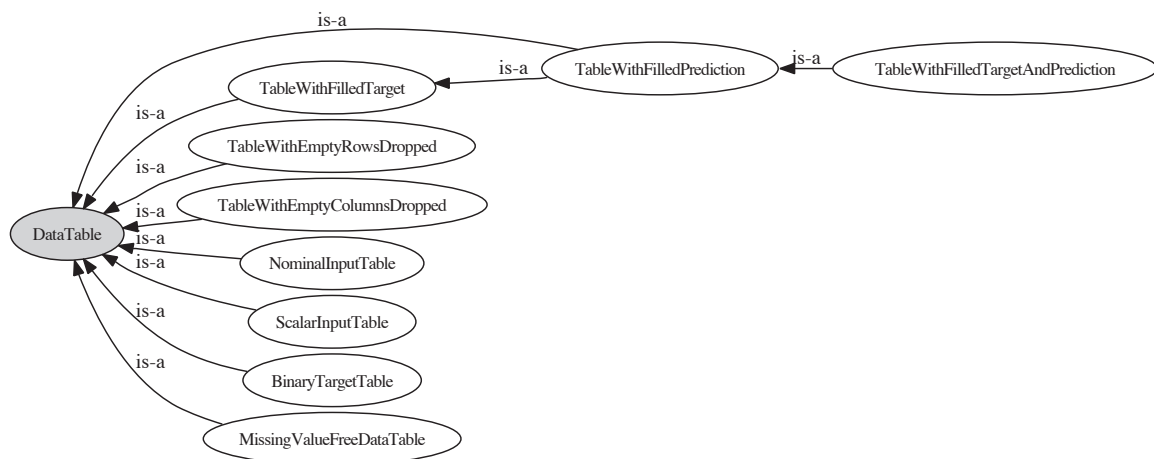 is-a
TableWithFilledPrediction
is-a
TableWithFilledTargetAndPrediction
is-a
TableWithFilledTarget
is-a
TableWithEmptyRowsDropped
is-a
TableWithEmptyColumnsDropped
is-a
DataTable
is-a
NominalInputTable
is-a
ScalarInputTable
is-a
BinaryTargetTable
is-a
MissingValueFreeDataTable